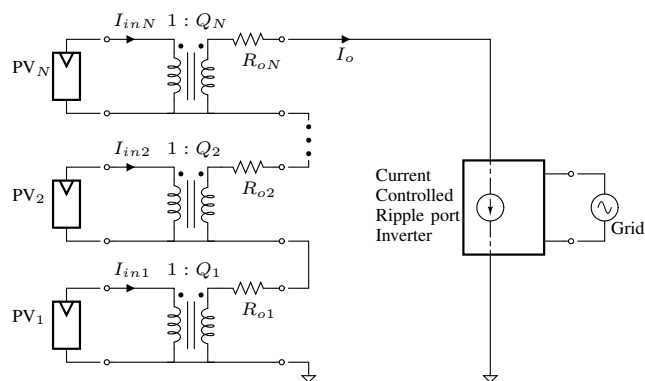 I_{inN} 1 : Q_N
PV_N
R_{oN}
I_o
I_{in2} 1 : Q_2
PV_2
R_{o2}
Current
Controlled
Ripple port
Inverter
Grid
I_{in1} 1 : Q_1
PV_1
R_{o1}